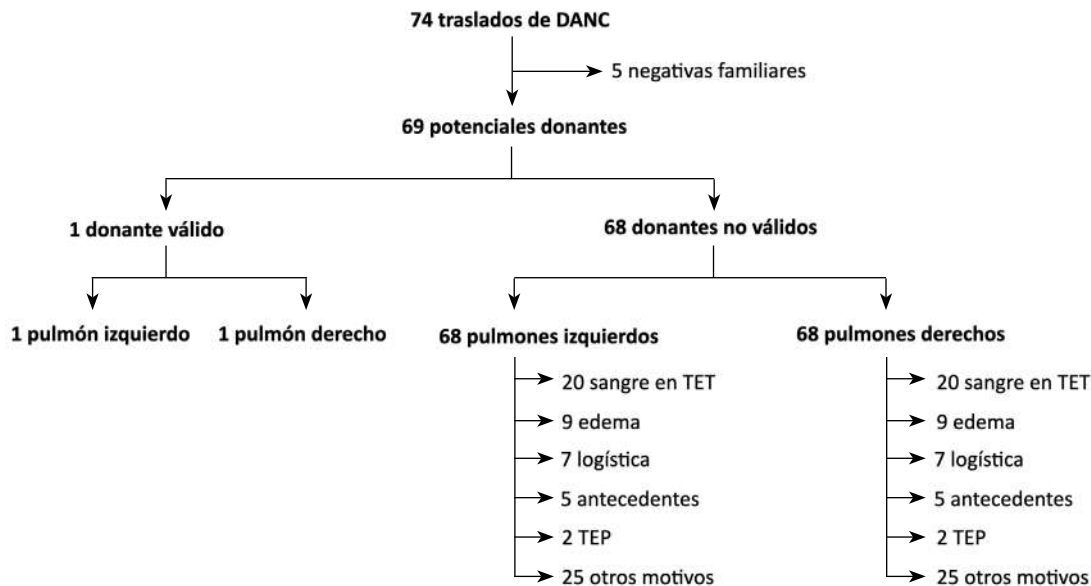 74 traslados de DANC
5 negativas familiares
69 potenciales donantes
1 donante válido
68 donantes no válidos
1 pulmón izquierdo
1 pulmón derecho
68 pulmones izquierdos
68 pulmones derechos
20 sangre en TET
9 edema
7 logística
5 antecedentes
2 TEP
25 otros motivos
20 sangre en TET
9 edema
7 logística
5 antecedentes
2 TEP
25 otros motivos